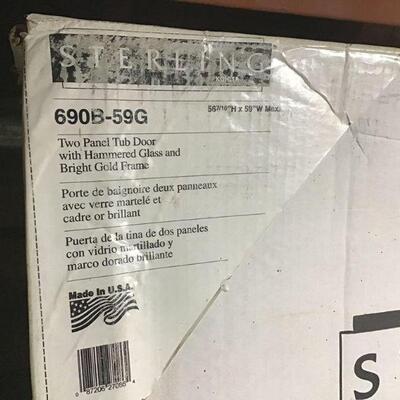 STERLING
690B-59G
56 7/16"H x 59"W Max.
Two Panel Tub Door
with Hammered Glass and
Bright Gold Frame
Porte de baignoire deux panneaux
avec verre martelé et
cadre or brillant
Puerta de la tina de dos paneles
con vidrio martillado y
marco dorado brillante
Made In U.S.A.
S